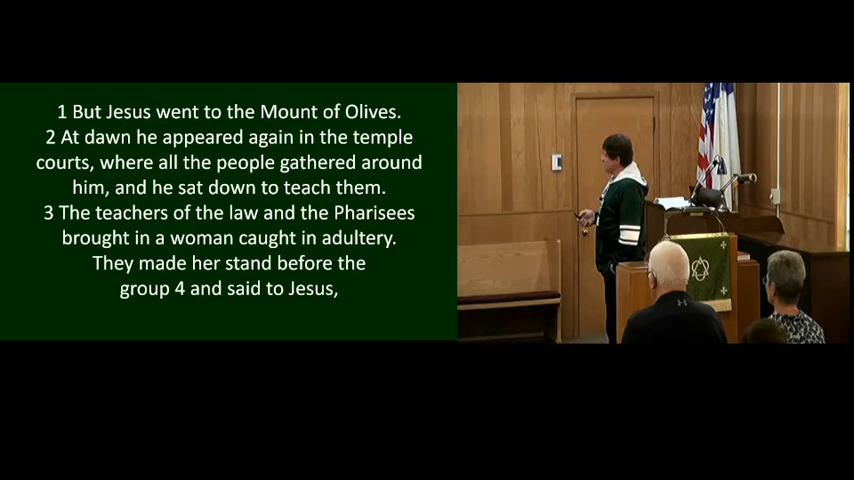 1 But Jesus went to the Mount of Olives.
2 At dawn he appeared again in the temple
courts, where all the people gathered around
him, and he sat down to teach them.
3 The teachers of the law and the Pharisees
brought in a woman caught in adultery.
They made her stand before the
group 4 and said to Jesus,